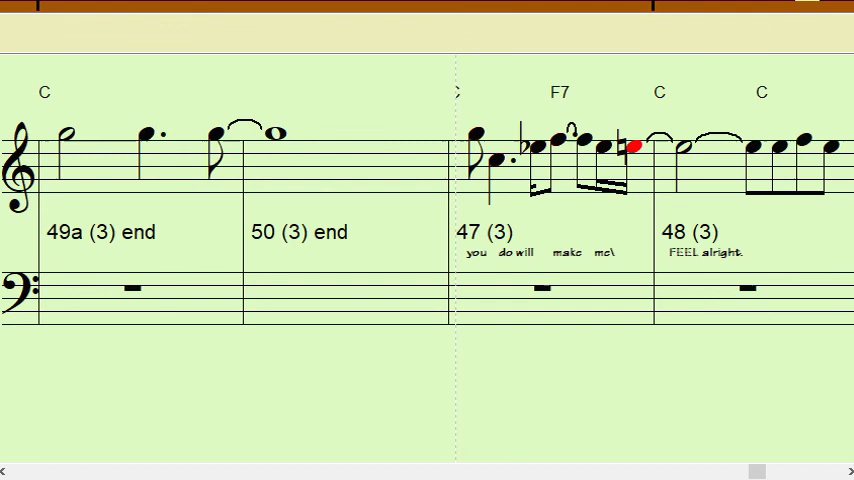 C F7 C C
49a (3) end 50 (3) end 47 (3) 48 (3)
you do will make me\ FEEL alright.